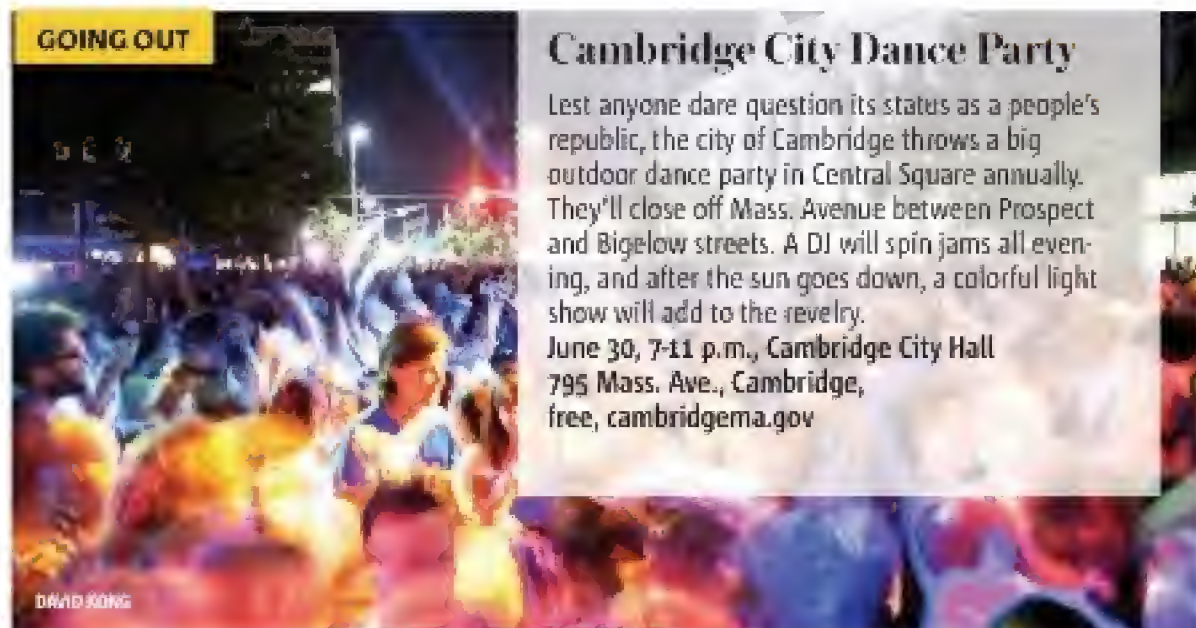 GOING OUT
Cambridge City Dance Party
Lest anyone dare question its status as a people's
republic, the city of Cambridge throws a big
outdoor dance party in Central Square annually.
They'll close off Mass. Avenue between Prospect
and Bigelow streets. A DJ will spin jams all even-
ing, and after the sun goes down, a colorful light
show will add to the revelry.
June 30, 7-11 p.m., Cambridge City Hall
795 Mass. Ave., Cambridge,
free, cambridgema.gov
DAVID KONG